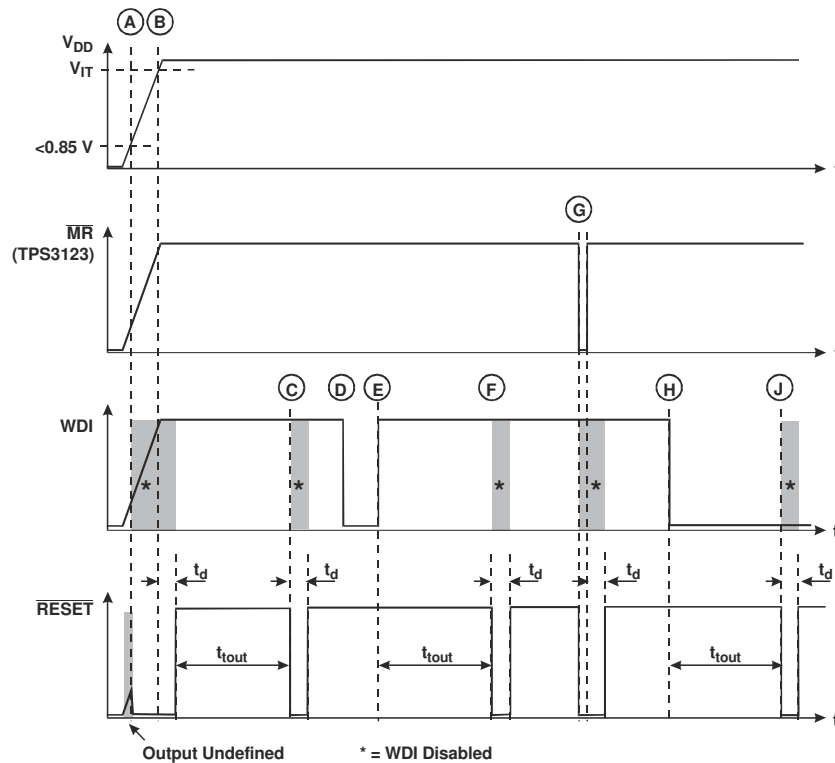 A B
VDD
VIT
<0.85 V
t
G
MR
(TPS3123)
t
C D E F H J
WDI
* * * * *
t
td td td td td
RESET
ttout ttout ttout
t
Output Undefined * = WDI Disabled